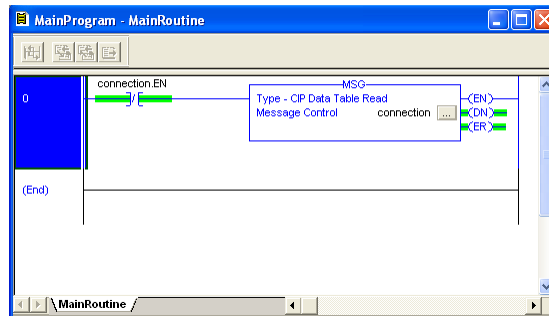 MainProgram - MainRoutine
connection.EN
0
MSG
Type - CIP Data Table Read
Message Control connection ...
EN
DN
ER
(End)
MainRoutine